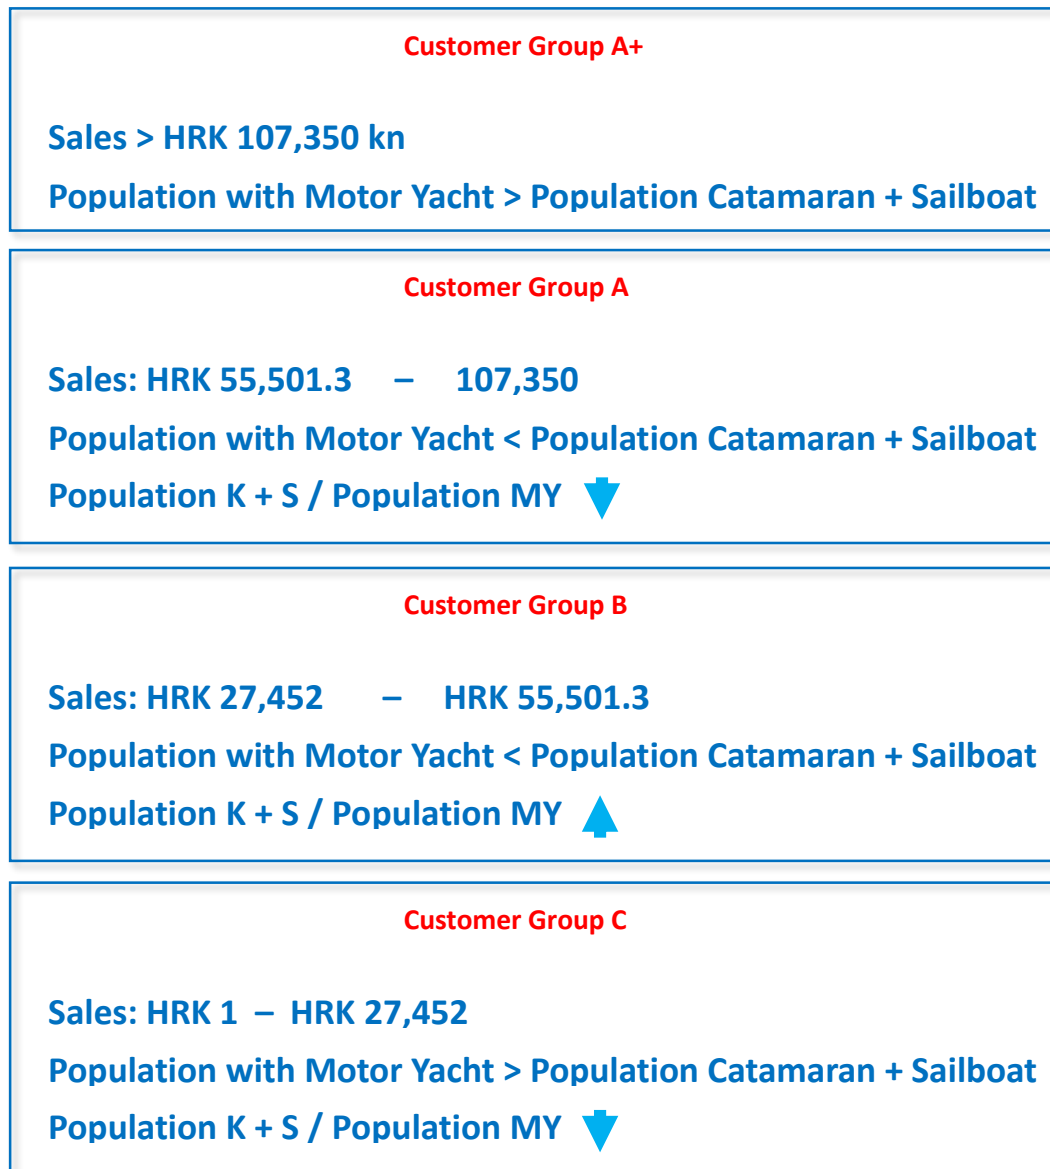 Customer Group A+
Sales > HRK 107,350 kn
Population with Motor Yacht > Population Catamaran + Sailboat
Customer Group A
Sales: HRK 55,501.3 – 107,350
Population with Motor Yacht < Population Catamaran + Sailboat
Population K + S / Population MY
Customer Group B
Sales: HRK 27,452 – HRK 55,501.3
Population with Motor Yacht < Population Catamaran + Sailboat
Population K + S / Population MY
Customer Group C
Sales: HRK 1 – HRK 27,452
Population with Motor Yacht > Population Catamaran + Sailboat
Population K + S / Population MY